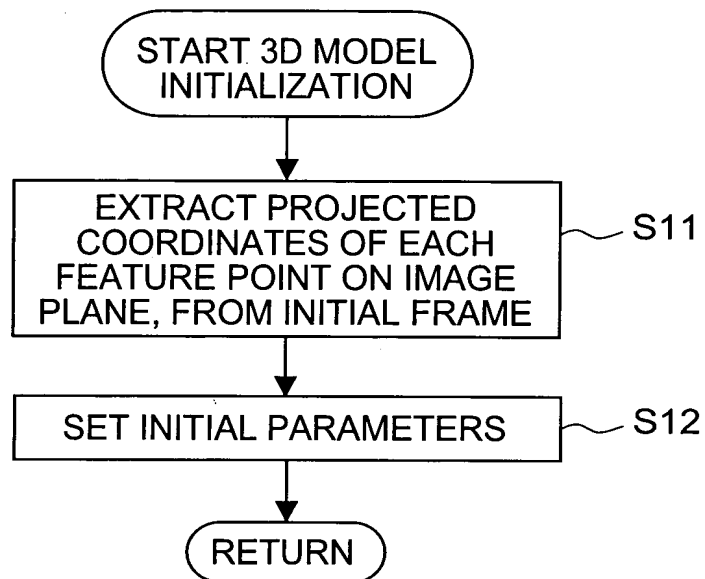 START 3D MODEL
INITIALIZATION
EXTRACT PROJECTED
COORDINATES OF EACH
FEATURE POINT ON IMAGE
PLANE, FROM INITIAL FRAME
S11
SET INITIAL PARAMETERS
S12
RETURN